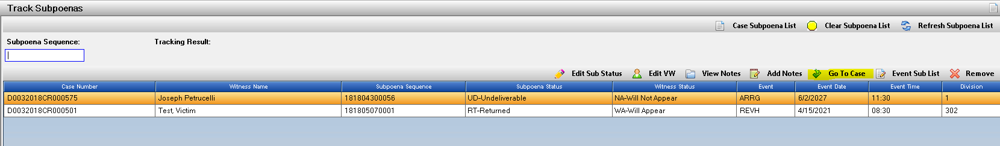 Track Subpoenas
Case Subpoena List Clear Subpoena List Refresh Subpoena List
Subpoena Sequence: Tracking Result:
Edit Sub Status Edit VW View Notes Add Notes Go To Case Event Sub List Remove
Case Number Witness Name Subpoena Sequence Subpoena Status Witness Status Event Event Date Event Time Division
D0032018CR000575 Joseph Petrucelli 181804300056 UD-Undeliverable NA-Will Not Appear ARRG 6/2/2027 11:30 1
D0032018CR000501 Test, Victim 181805070001 RT-Returned WA-Will Appear REVH 4/15/2021 08:30 302